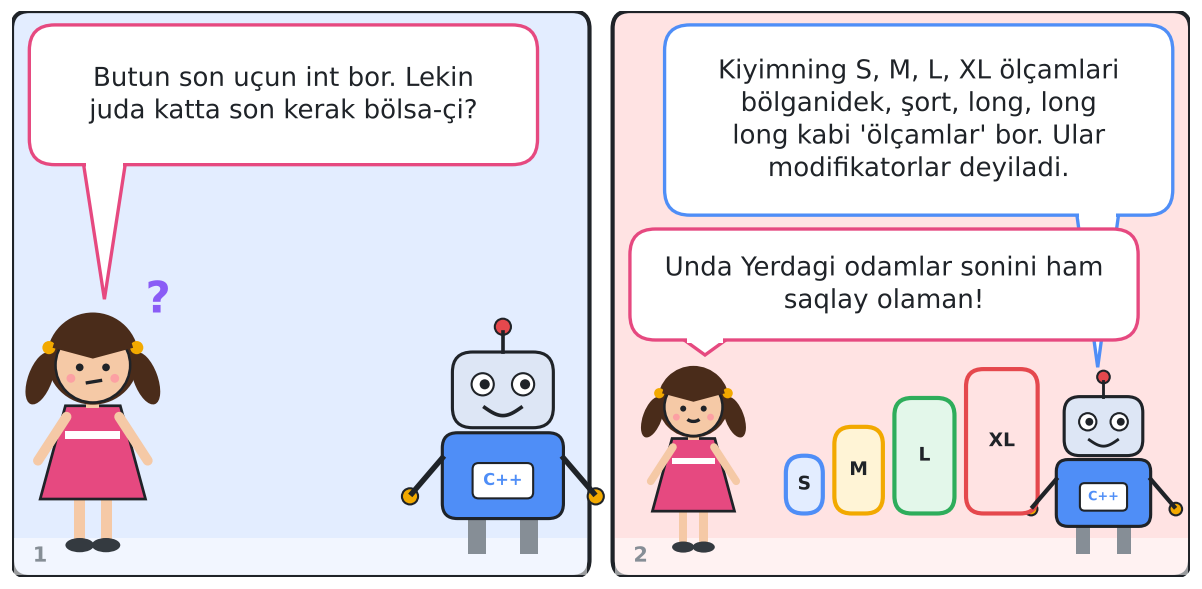 Butun son uçun int bor. Lekin
juda katta son kerak bölsa-çi?
?
C++
1
Kiyimning S, M, L, XL ölçamlari
bölganidek, şort, long, long
long kabi 'ölçamlar' bor. Ular
modifikatorlar deyiladi.
Unda Yerdagi odamlar sonini ham
saqlay olaman!
S
M
L
XL
C++
2